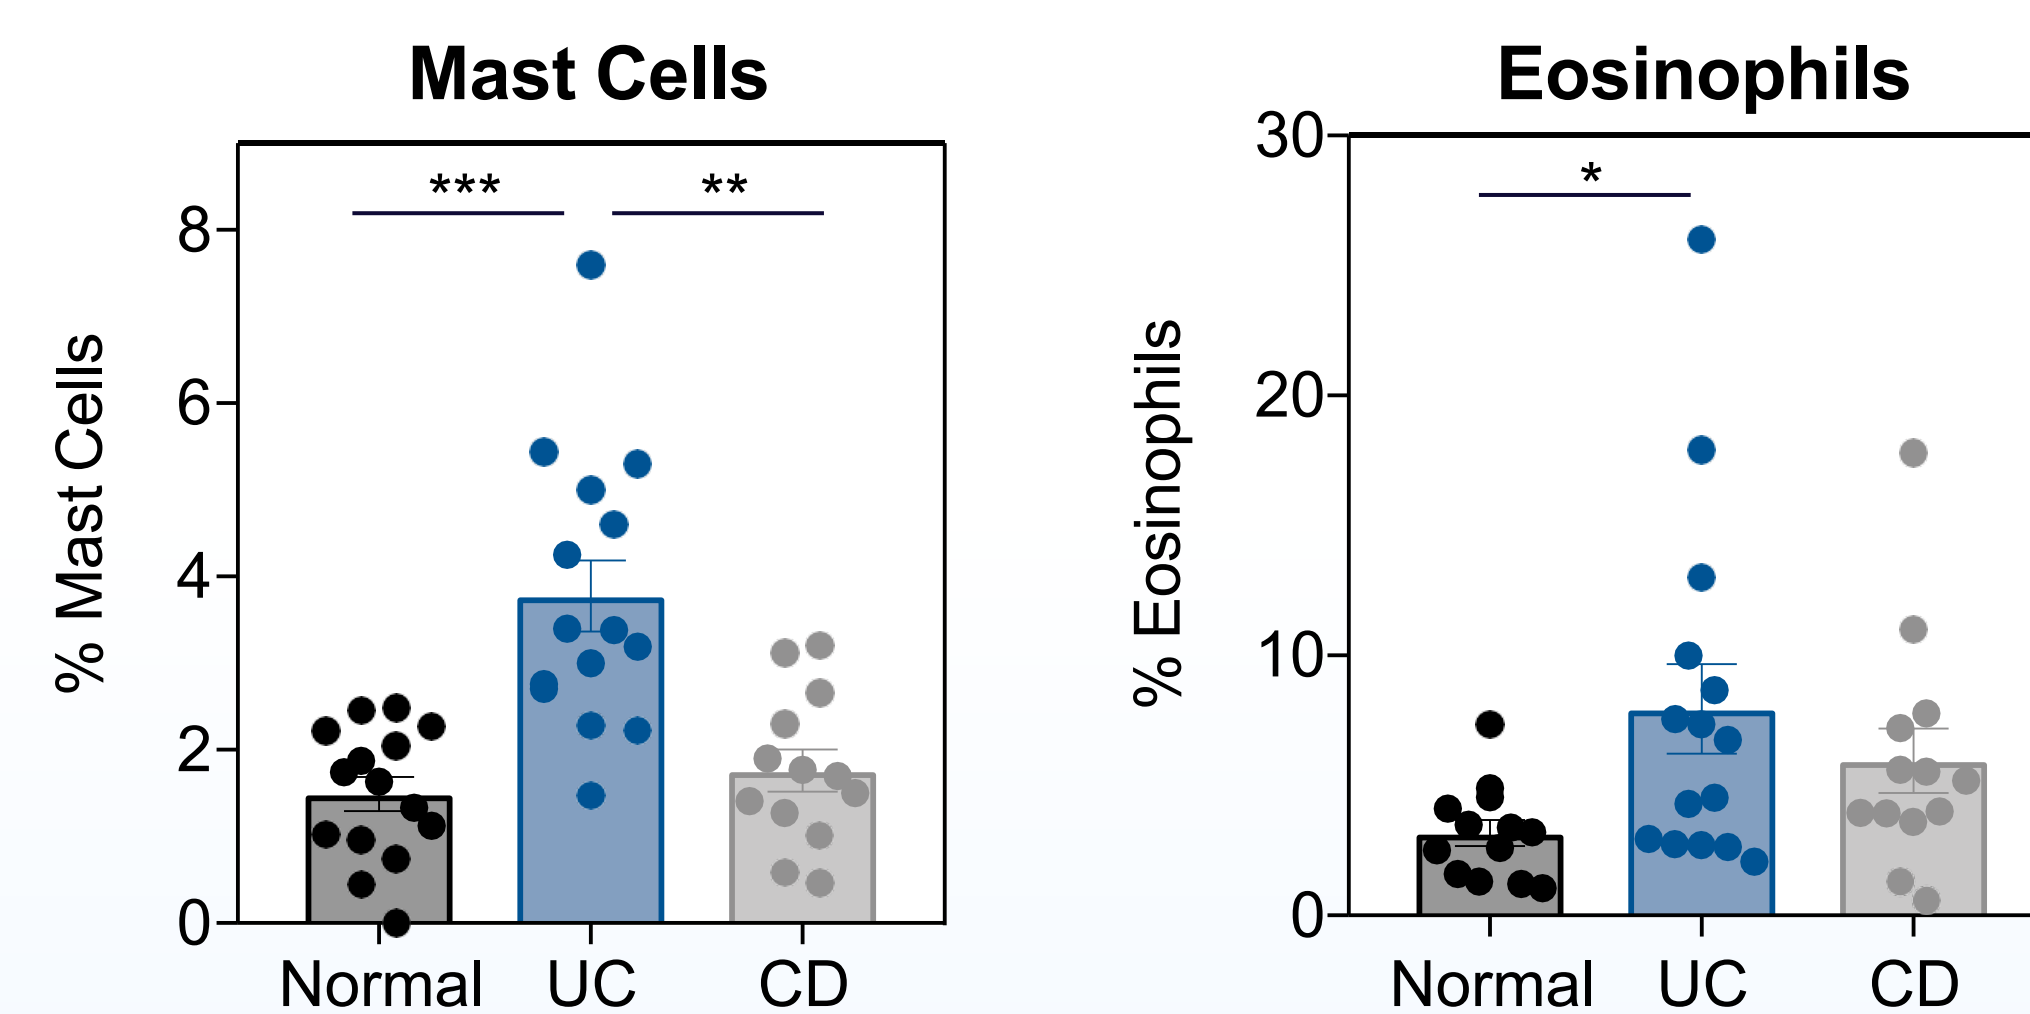 Mast Cells
***
**
8
6
4
2
0
% Mast Cells
Normal UC CD
Eosinophils
*
30
20
10
0
% Eosinophils
Normal UC CD